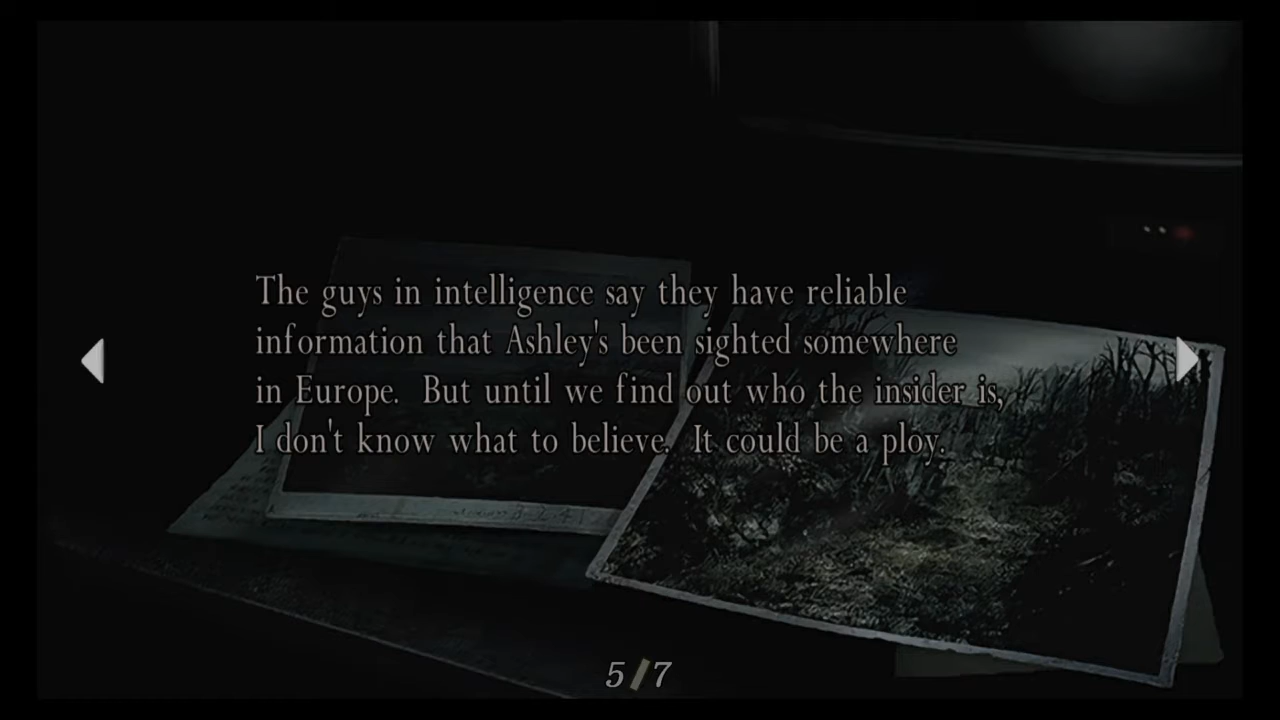 The guys in intelligence say they have reliable
information that Ashley's been sighted somewhere
in Europe. But until we find out who the insider is,
I don't know what to believe. It could be a ploy.
5/7